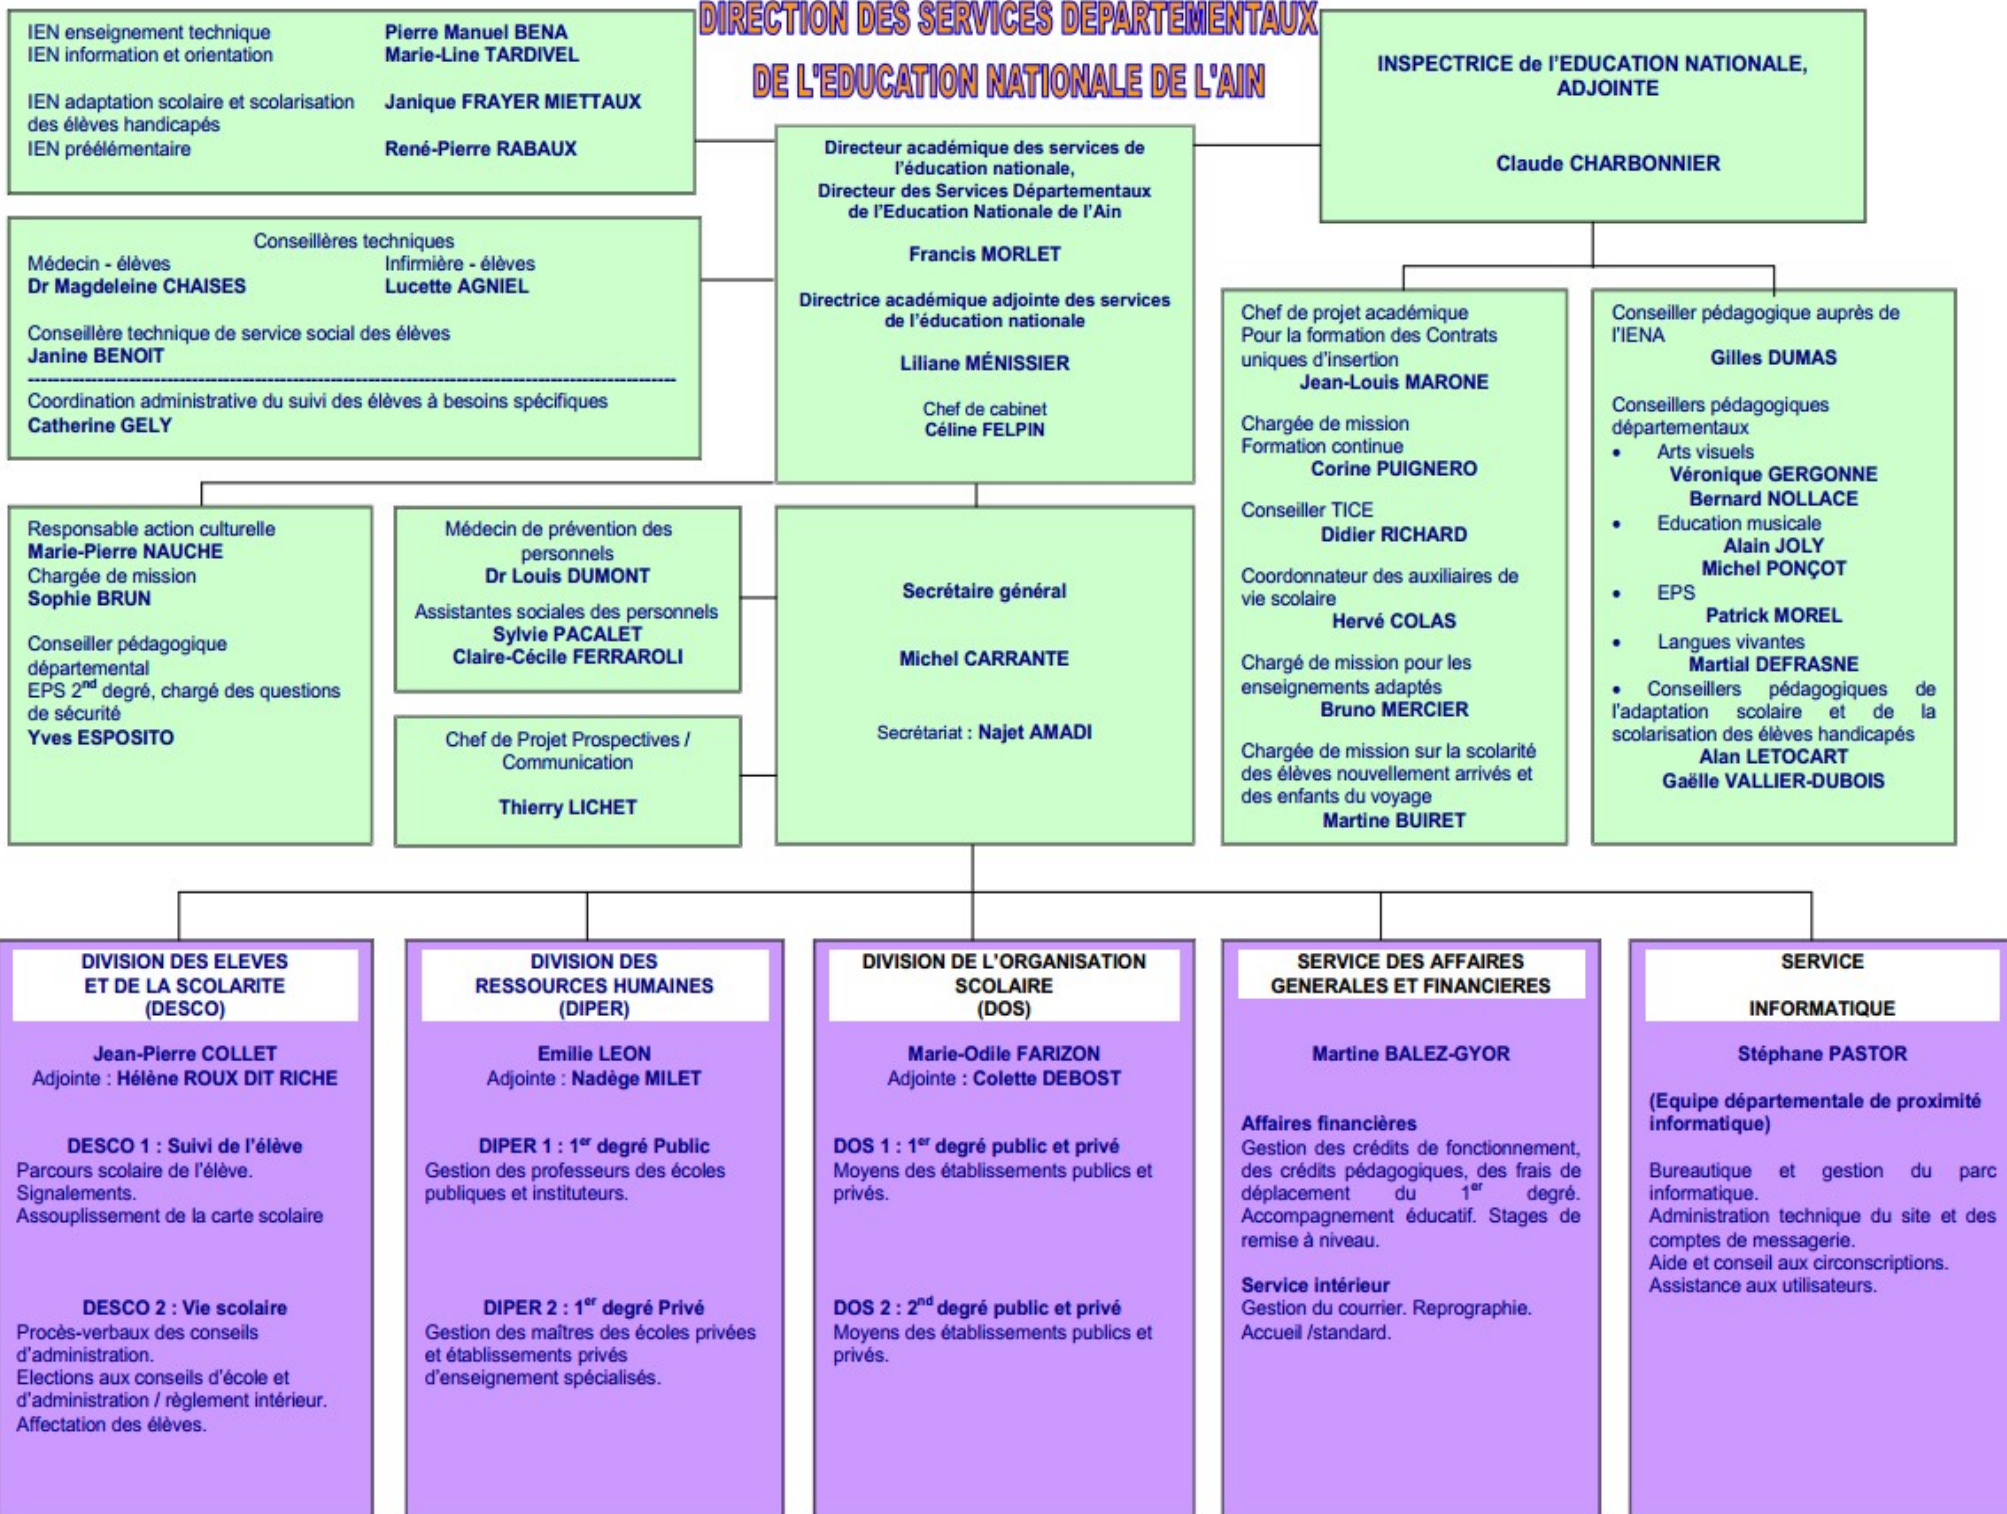 DIRECTION DES SERVICES DEPARTEMENTAUX
DE L'EDUCATION NATIONALE DE L'AIN
IEN enseignement technique Pierre Manuel BENA
IEN information et orientation Marie-Line TARDIVEL
IEN adaptation scolaire et scolarisation Janique FRAYER MIETTAUX
des élèves handicapés
IEN préélémentaire René-Pierre RABAUX
Conseillères techniques
Médecin - élèves Infirmière - élèves
Dr Magdeleine CHAISES Lucette AGNIEL
Conseillère technique de service social des élèves
Janine BENOIT
Coordination administrative du suivi des élèves à besoins spécifiques
Catherine GELY
Directeur académique des services de
l'éducation nationale,
Directeur des Services Départementaux
de l'Education Nationale de l'Ain
Francis MORLET
Directrice académique adjointe des services
de l'éducation nationale
Liliane MÉNISSIER
Chef de cabinet
Céline FELPIN
INSPECTRICE de l'EDUCATION NATIONALE,
ADJOINTE
Claude CHARBONNIER
Responsable action culturelle
Marie-Pierre NAUCHE
Chargée de mission
Sophie BRUN
Conseiller pédagogique
départemental
EPS 2nd degré, chargé des questions
de sécurité
Yves ESPOSITO
Médecin de prévention des
personnels
Dr Louis DUMONT
Assistantes sociales des personnels
Sylvie PACALET
Claire-Cécile FERRAROLI
Chef de Projet Prospectives /
Communication
Thierry LICHET
Secrétaire général
Michel CARRANTE
Secrétariat : Najet AMADI
Chef de projet académique
Pour la formation des Contrats
uniques d'insertion
Jean-Louis MARONE
Chargée de mission
Formation continue
Corine PUIGNERO
Conseiller TICE
Didier RICHARD
Coordonnateur des auxiliaires de
vie scolaire
Hervé COLAS
Chargé de mission pour les
enseignements adaptés
Bruno MERCIER
Chargée de mission sur la scolarité
des élèves nouvellement arrivés et
des enfants du voyage
Martine BUIRET
Conseiller pédagogique auprès de
l'IENA
Gilles DUMAS
Conseillers pédagogiques
départementaux
• Arts visuels
Véronique GERGONNE
Bernard NOLLACE
• Education musicale
Alain JOLY
Michel PONÇOT
• EPS
Patrick MOREL
• Langues vivantes
Martial DEFRASNE
• Conseillers pédagogiques de
l'adaptation scolaire et de la
scolarisation des élèves handicapés
Alan LETOCART
Gaëlle VALLIER-DUBOIS
DIVISION DES ELEVES
ET DE LA SCOLARITE
(DESCO)
Jean-Pierre COLLET
Adjointe : Hélène ROUX DIT RICHE
DESCO 1 : Suivi de l'élève
Parcours scolaire de l'élève.
Signalements.
Assouplissement de la carte scolaire
DESCO 2 : Vie scolaire
Procès-verbaux des conseils
d'administration.
Elections aux conseils d'école et
d'administration / règlement intérieur.
Affectation des élèves.
DIVISION DES
RESSOURCES HUMAINES
(DIPER)
Emilie LEON
Adjointe : Nadège MILET
DIPER 1 : 1er degré Public
Gestion des professeurs des écoles
publiques et instituteurs.
DIPER 2 : 1er degré Privé
Gestion des maîtres des écoles privées
et établissements privés
d'enseignement spécialisés.
DIVISION DE L'ORGANISATION
SCOLAIRE
(DOS)
Marie-Odile FARIZON
Adjointe : Colette DEBOST
DOS 1 : 1er degré public et privé
Moyens des établissements publics et
privés.
DOS 2 : 2nd degré public et privé
Moyens des établissements publics et
privés.
SERVICE DES AFFAIRES
GENERALES ET FINANCIERES
Martine BALEZ-GYOR
Affaires financières
Gestion des crédits de fonctionnement,
des crédits pédagogiques, des frais de
déplacement du 1er degré.
Accompagnement éducatif. Stages de
remise à niveau.
Service intérieur
Gestion du courrier. Reprographie.
Accueil /standard.
SERVICE
INFORMATIQUE
Stéphane PASTOR
(Equipe départementale de proximité
informatique)
Bureautique et gestion du parc
informatique.
Administration technique du site et des
comptes de messagerie.
Aide et conseil aux circonscriptions.
Assistance aux utilisateurs.